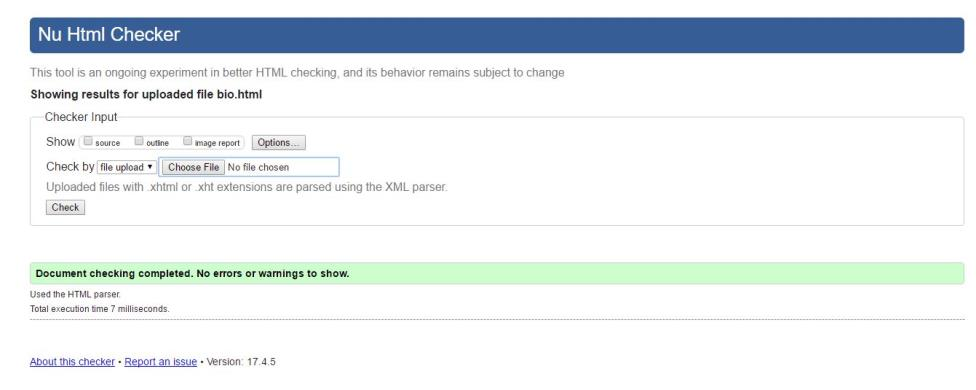 Nu Html Checker
This tool is an ongoing experiment in better HTML checking, and its behavior remains subject to change
Showing results for uploaded file bio.html
Checker Input
Show source outline image report Options...
Check by file upload Choose File No file chosen
Uploaded files with .xhtml or .xht extensions are parsed using the XML parser.
Check
Document checking completed. No errors or warnings to show.
Used the HTML parser.
Total execution time 7 milliseconds.
About this checker • Report an issue • Version: 17.4.5